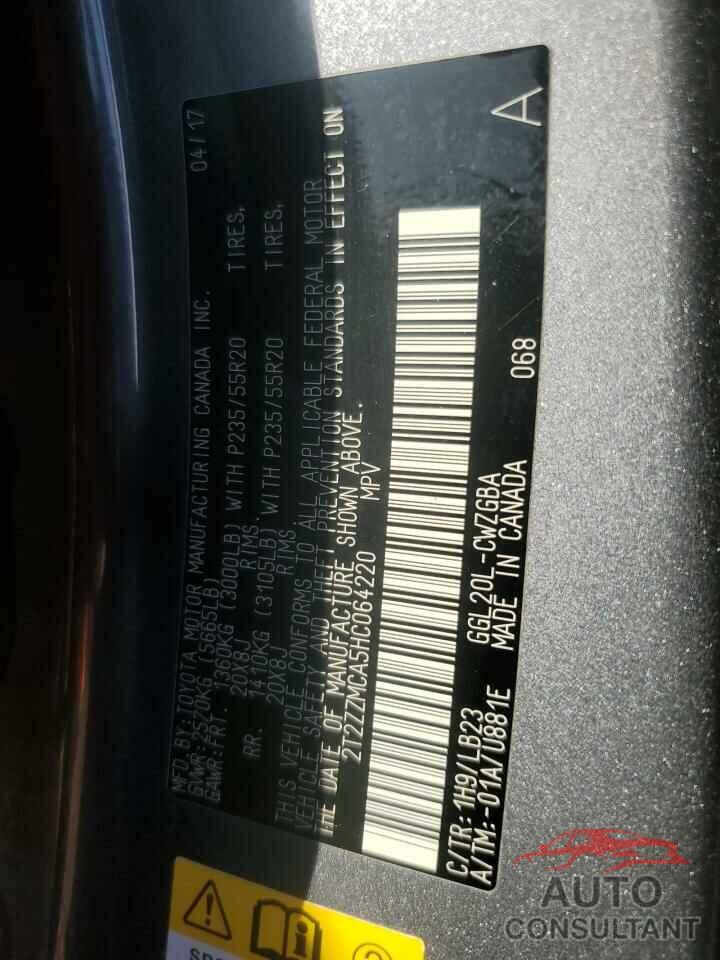 MFD. BY: TOYOTA MOTOR MANUFACTURING CANADA INC. 04/17
GVWR: 2570KG (5665LB)
GAWR: FRT. 1360KG (3000LB) WITH P235/55R20 TIRES,
20X8J RIMS,
RR. 1410KG (3105LB) WITH P235/55R20 TIRES,
20X8J RIMS,
THIS VEHICLE CONFORMS TO ALL APPLICABLE FEDERAL MOTOR
VEHICLE SAFETY AND THEFT PREVENTION STANDARDS IN EFFECT ON
THE DATE OF MANUFACTURE SHOWN ABOVE.
2T2ZZMCA5HC064220 MPV
C/TR: 1H9/LB23 GGL20L-CWZGBA 068 A
A/TM:-01A/U881E MADE IN CANADA
AUTO
CONSULTANT